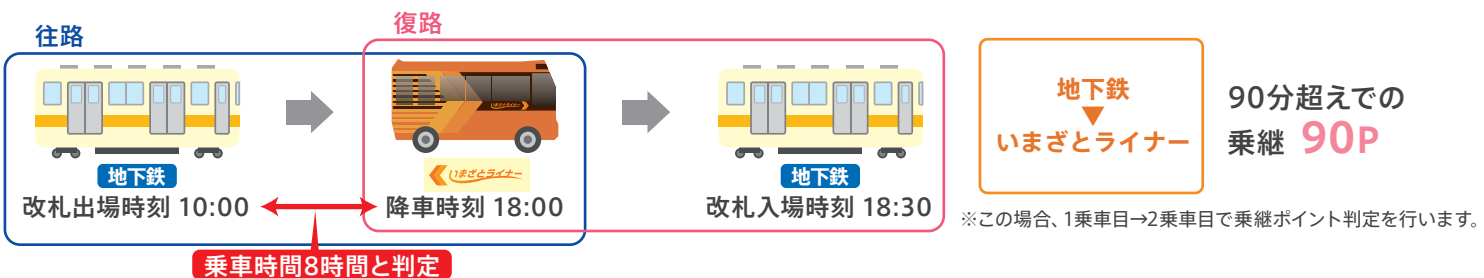 往路
復路
地下鉄
改札出場時刻 10:00
いまざとライナー
降車時刻 18:00
地下鉄
改札入場時刻 18:30
乗車時間8時間と判定
地下鉄
▼
いまざとライナー
90分超えでの
乗継 90P
※この場合、1乗車目→2乗車目で乗継ポイント判定を行います。